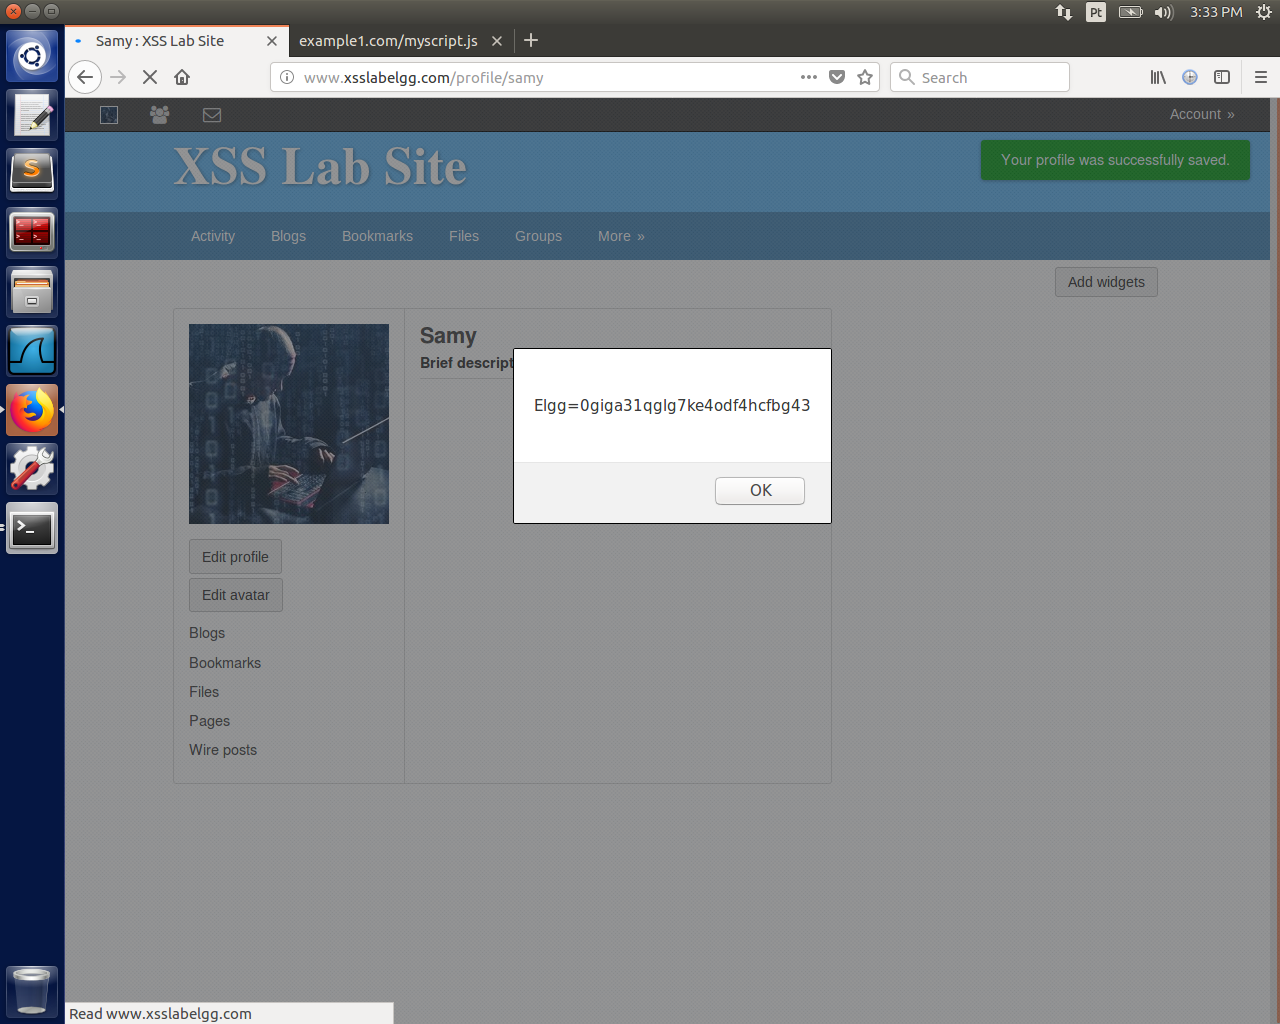 Pt
3:33 PM
Samy : XSS Lab Site
example1.com/myscript.js
www.xsslabelgg.com/profile/samy
Search
Account »
XSS Lab Site
Your profile was successfully saved.
Activity Blogs Bookmarks Files Groups More »
Add widgets
Samy
Brief descript
Elgg=0giga31qglg7ke4odf4hcfbg43
OK
Edit profile
Edit avatar
Blogs
Bookmarks
Files
Pages
Wire posts
Read www.xsslabelgg.com